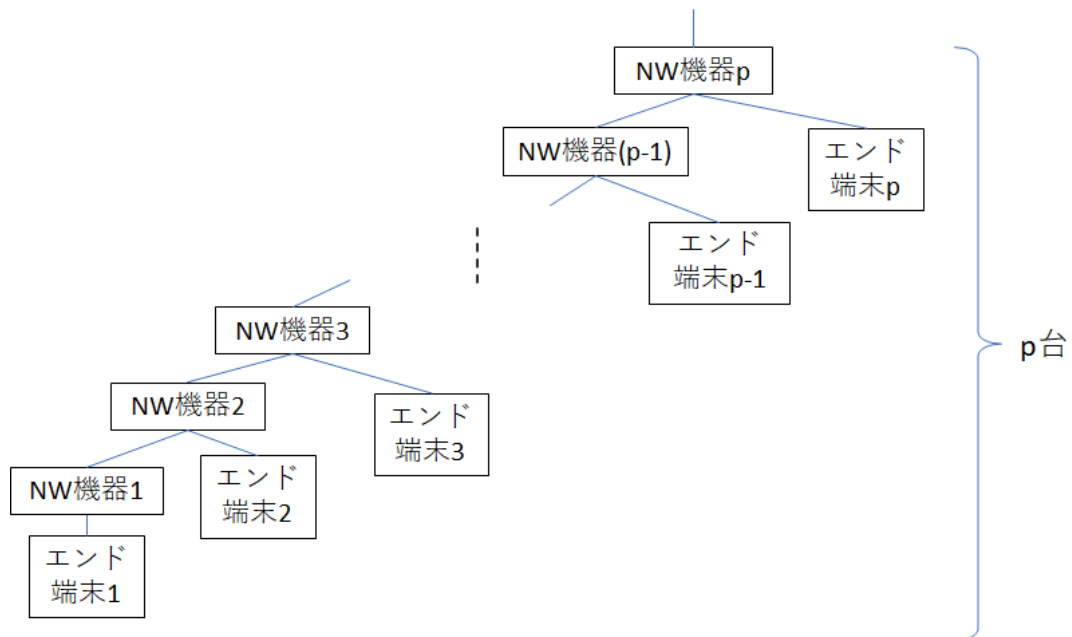 NW機器p
NW機器(p-1)
エンド
端末p
エンド
端末p-1
p台
NW機器3
NW機器2
エンド
端末3
NW機器1
エンド
端末2
エンド
端末1